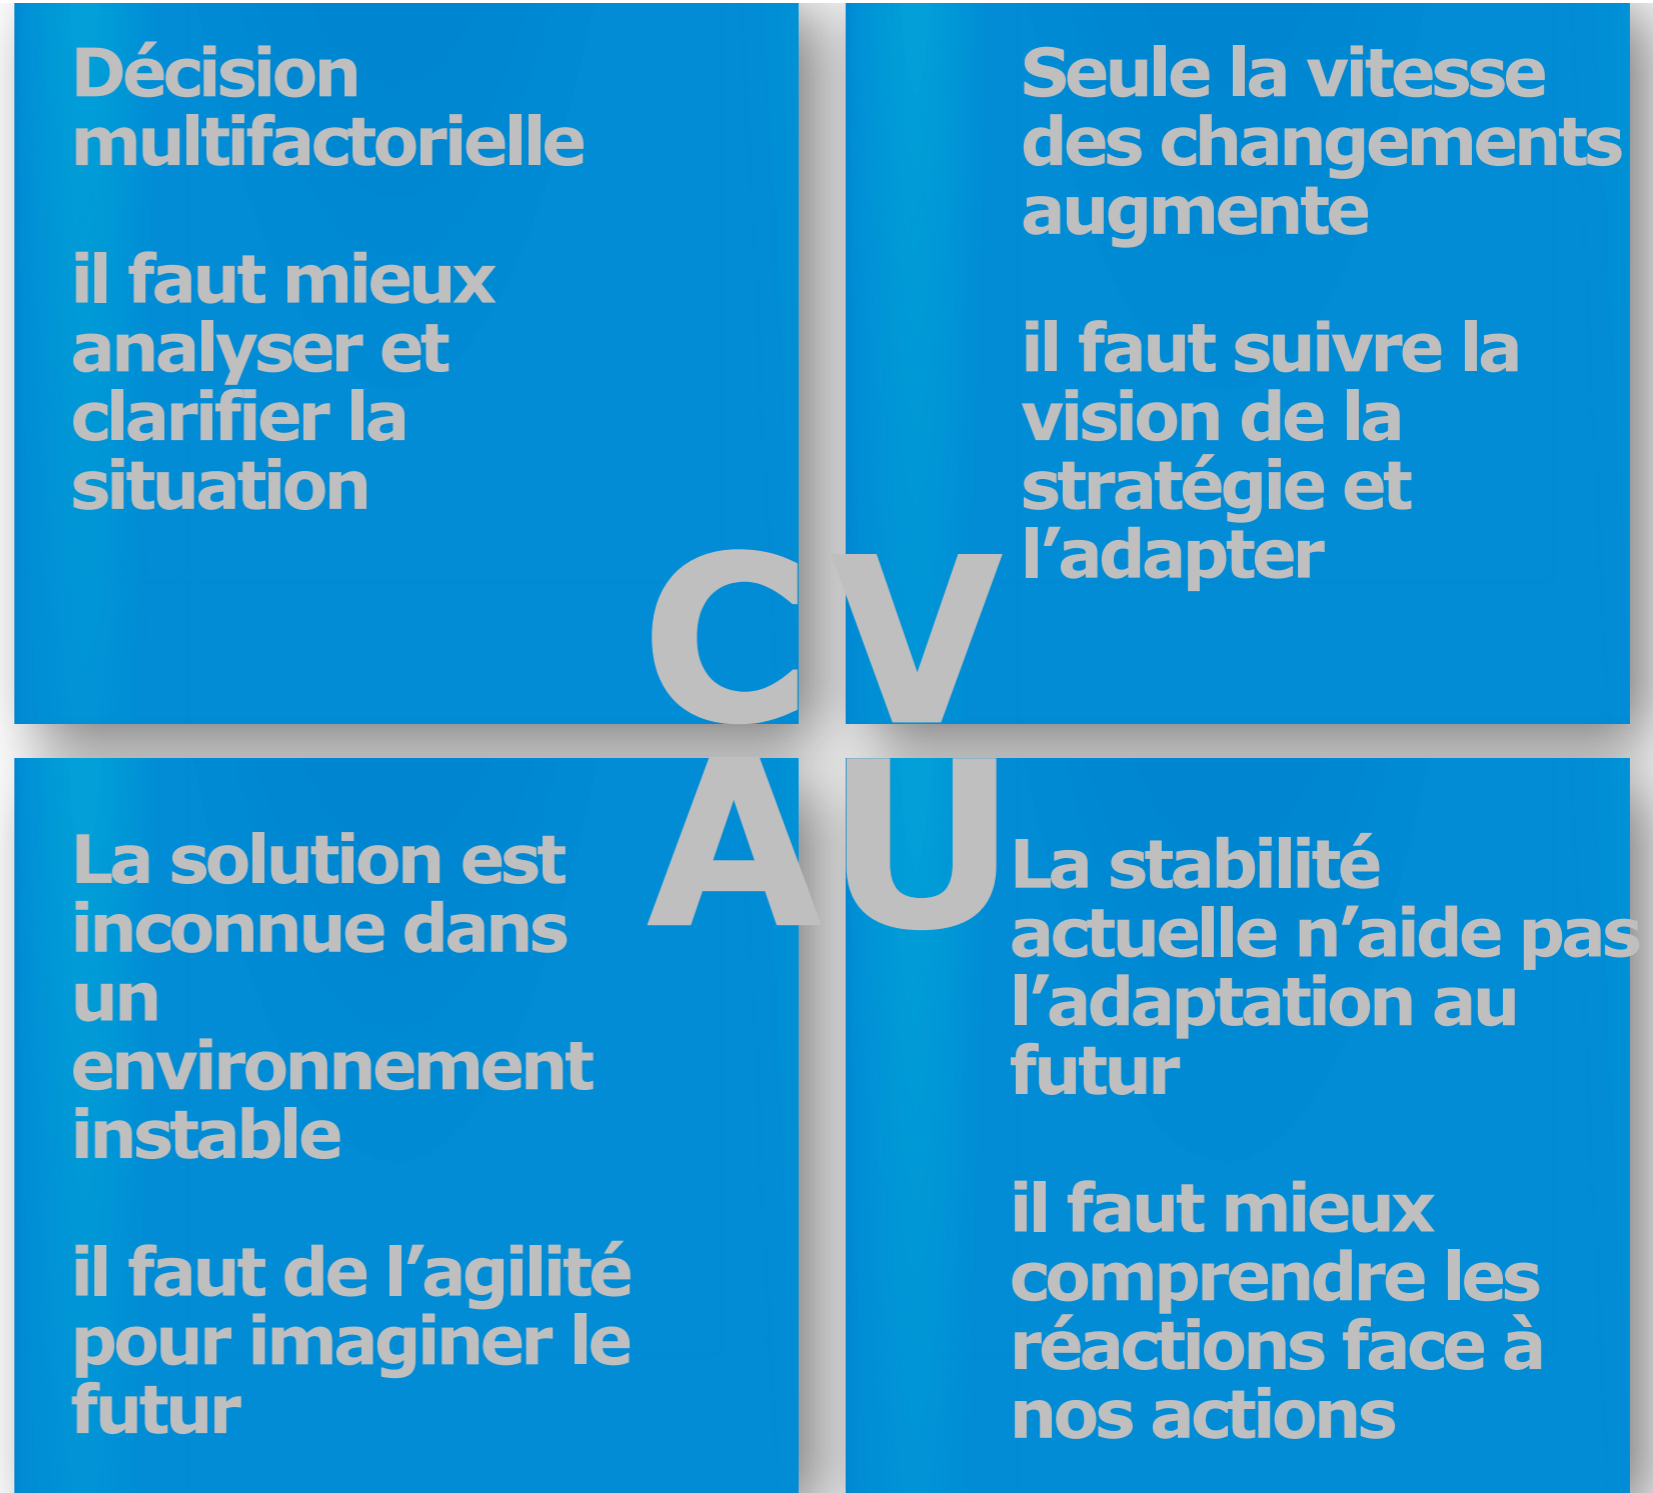 Décision
multifactorielle
il faut mieux
analyser et
clarifier la
situation
C
Seule la vitesse
des changements
augmente
il faut suivre la
vision de la
stratégie et
l’adapter
V
A
La solution est
inconnue dans
un
environnement
instable
il faut de l’agilité
pour imaginer le
futur
U
La stabilité
actuelle n’aide pas
l’adaptation au
futur
il faut mieux
comprendre les
réactions face à
nos actions